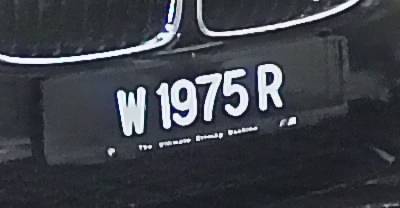 W 1975 R
The Ultimate Driving Machine